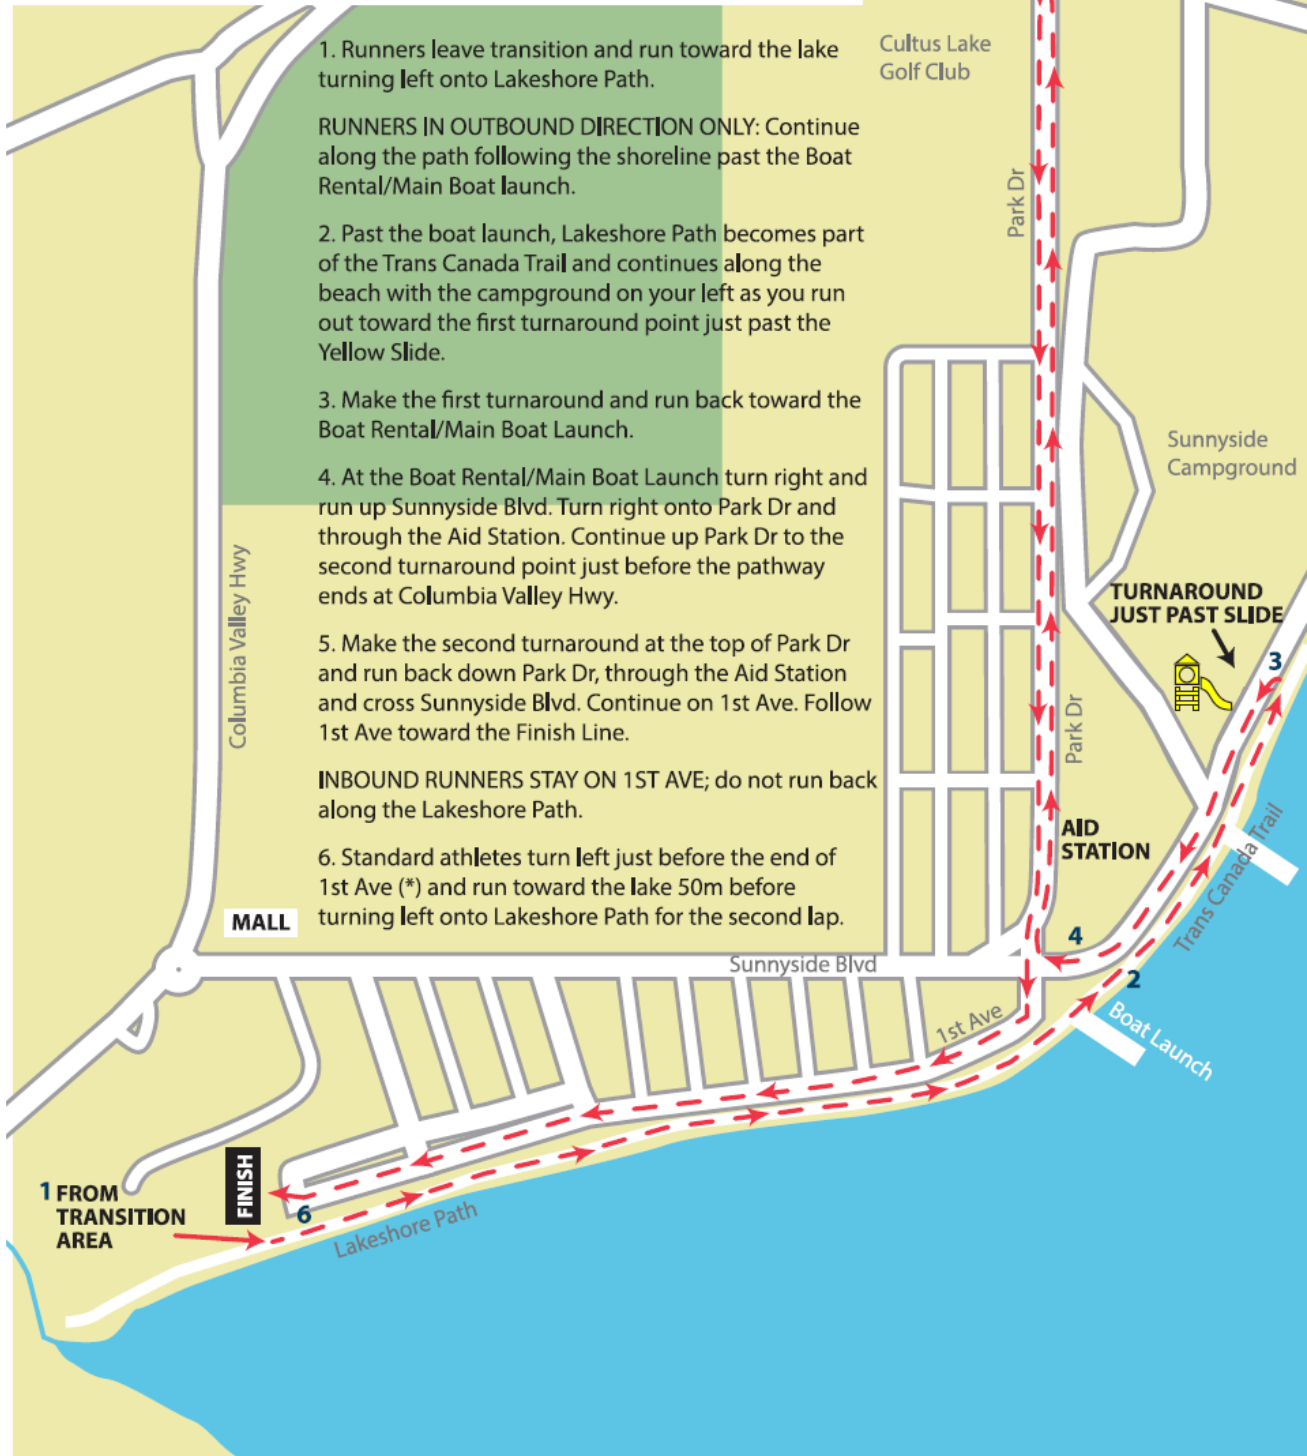 1. Runners leave transition and run toward the lake
turning left onto Lakeshore Path.
RUNNERS IN OUTBOUND DIRECTION ONLY: Continue
along the path following the shoreline past the Boat
Rental/Main Boat launch.
2. Past the boat launch, Lakeshore Path becomes part
of the Trans Canada Trail and continues along the
beach with the campground on your left as you run
out toward the first turnaround point just past the
Yellow Slide.
3. Make the first turnaround and run back toward the
Boat Rental/Main Boat Launch.
4. At the Boat Rental/Main Boat Launch turn right and
run up Sunnyside Blvd. Turn right onto Park Dr and
through the Aid Station. Continue up Park Dr to the
second turnaround point just before the pathway
ends at Columbia Valley Hwy.
5. Make the second turnaround at the top of Park Dr
and run back down Park Dr, through the Aid Station
and cross Sunnyside Blvd. Continue on 1st Ave. Follow
1st Ave toward the Finish Line.
INBOUND RUNNERS STAY ON 1ST AVE; do not run back
along the Lakeshore Path.
6. Standard athletes turn left just before the end of
1st Ave (*) and run toward the lake 50m before
turning left onto Lakeshore Path for the second lap.
Cultus Lake
Golf Club
Park Dr
Sunnyside
Campground
Columbia Valley Hwy
TURNAROUND
JUST PAST SLIDE
3
Park Dr
AID
STATION
Trans Canada Trail
MALL
4
Sunnyside Blvd
2
1st Ave
Boat Launch
FINISH
1 FROM
TRANSITION
AREA
6
Lakeshore Path